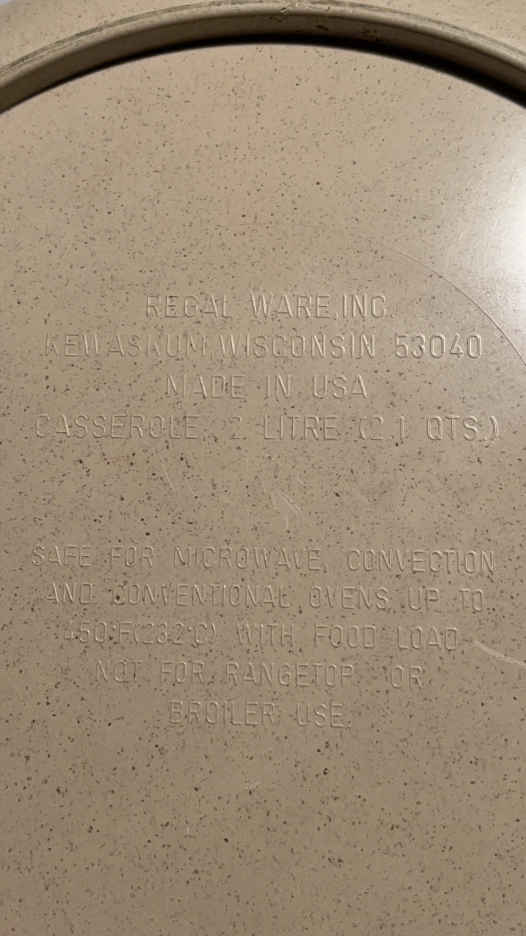 REGAL WARE, INC.
KEWASKUM, WISCONSIN 53040
MADE IN USA
CASSEROLE 2 LITRE (2.1 QTS.)
SAFE FOR MICROWAVE, CONVECTION
AND CONVENTIONAL OVENS UP TO
450°F(232°C) WITH FOOD LOAD
NOT FOR RANGETOP OR
BROILER USE.